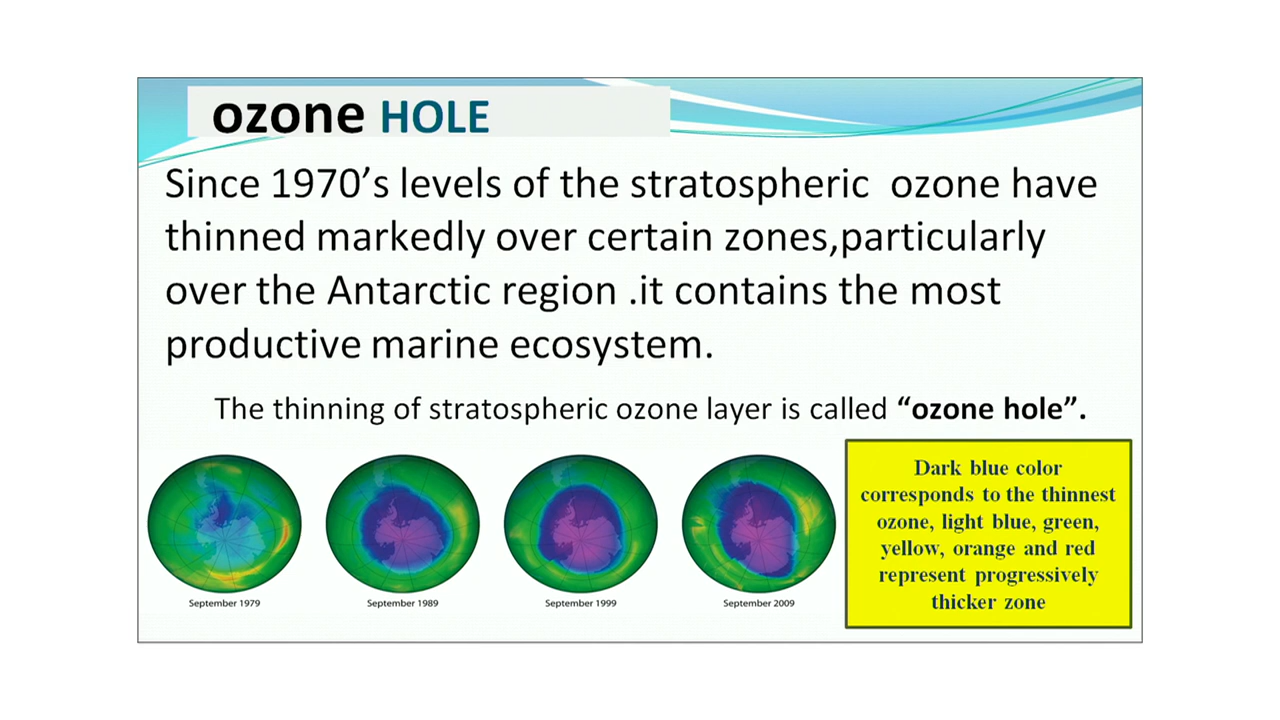 ozone HOLE
Since 1970’s levels of the stratospheric ozone have
thinned markedly over certain zones,particularly
over the Antarctic region .it contains the most
productive marine ecosystem.
The thinning of stratospheric ozone layer is called “ozone hole”.
Dark blue color
corresponds to the thinnest
ozone, light blue, green,
yellow, orange and red
represent progressively
thicker zone
September 1979
September 1989
September 1999
September 2009